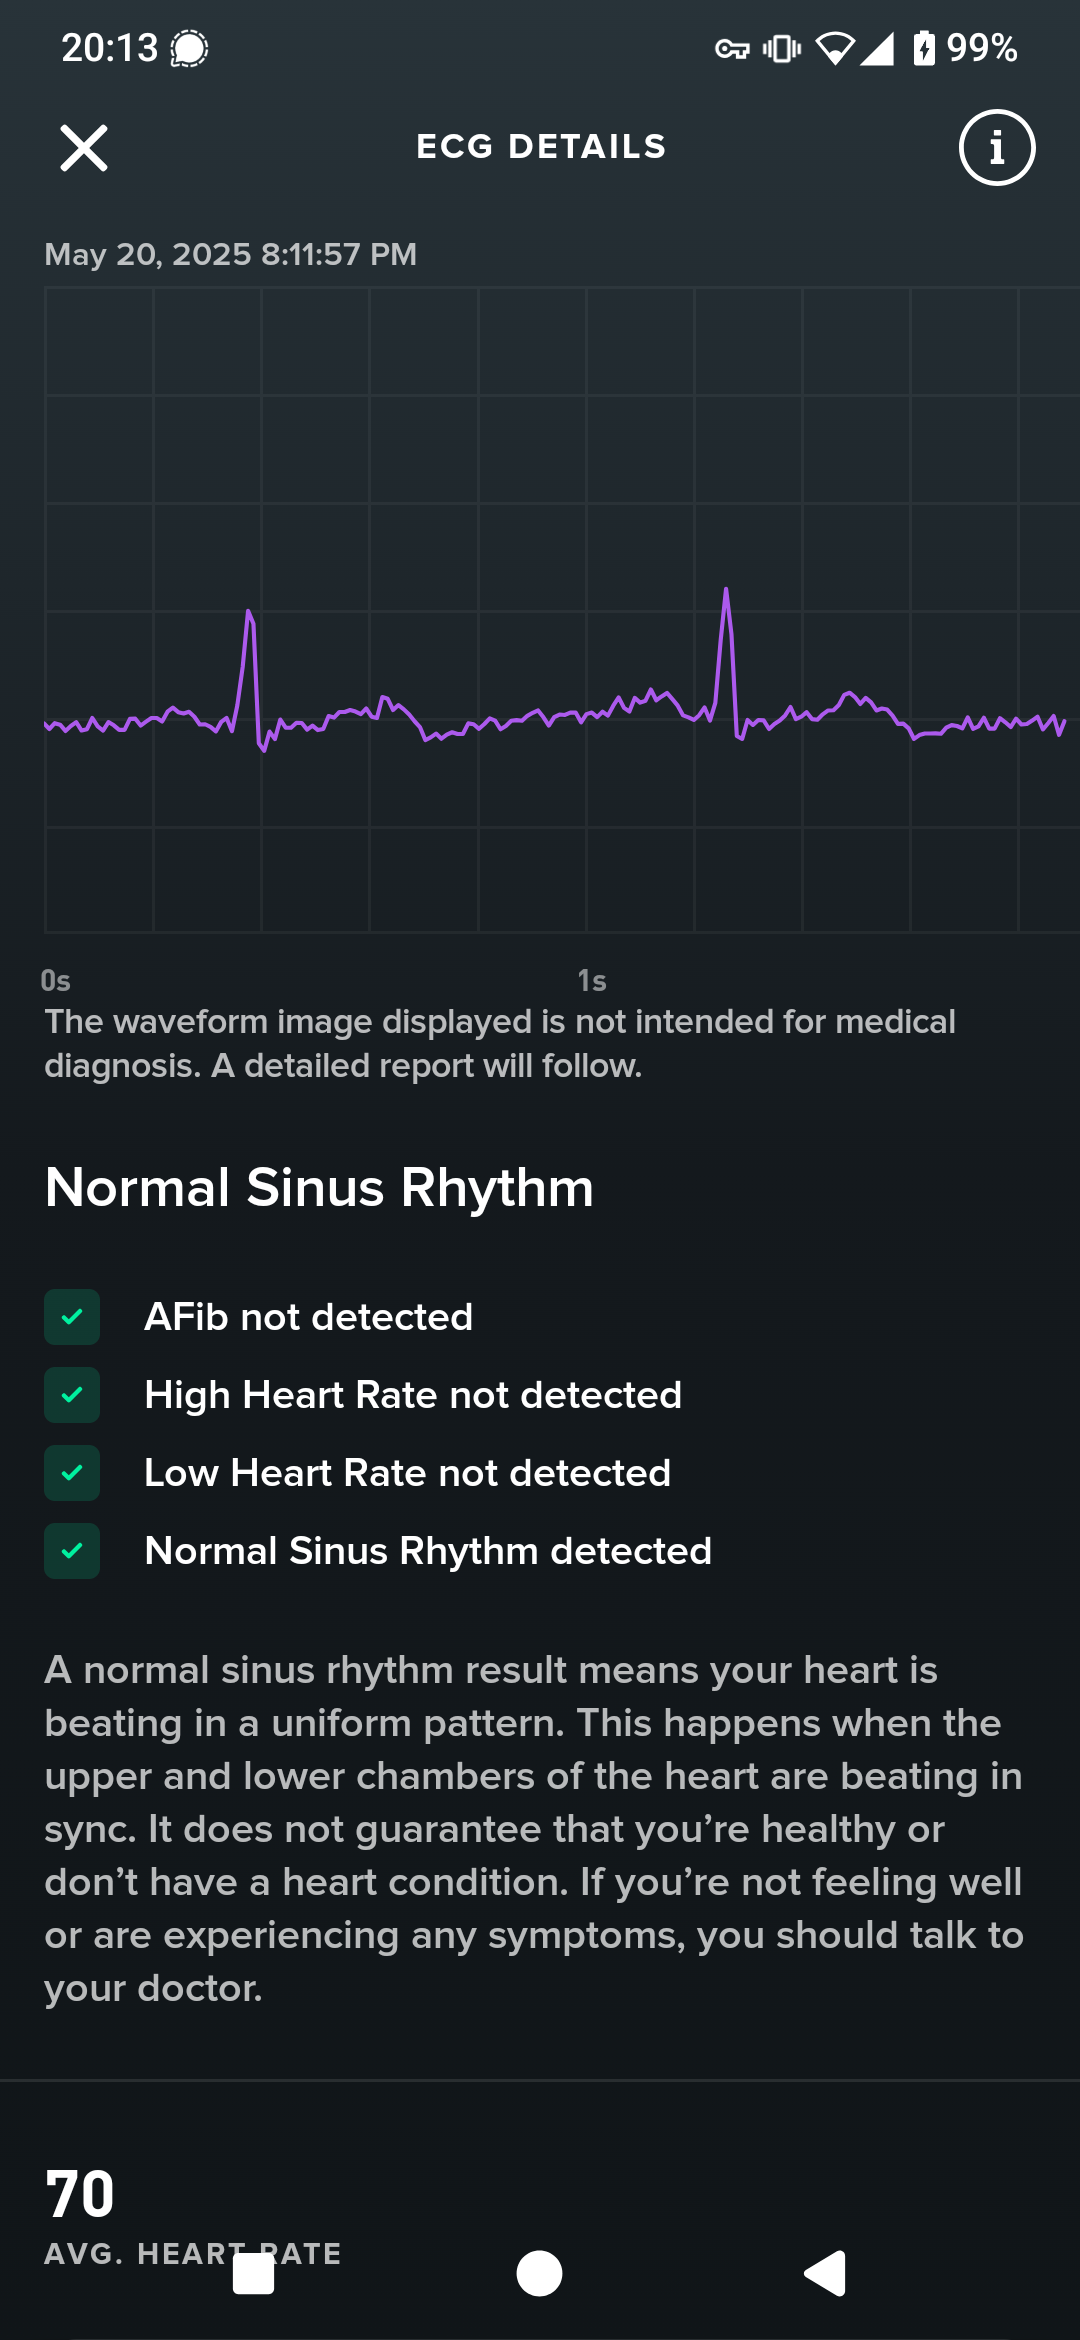 20:13
99%
ECG DETAILS
i
May 20, 2025 8:11:57 PM
0s
1s
The waveform image displayed is not intended for medical
diagnosis. A detailed report will follow.
Normal Sinus Rhythm
AFib not detected
High Heart Rate not detected
Low Heart Rate not detected
Normal Sinus Rhythm detected
A normal sinus rhythm result means your heart is
beating in a uniform pattern. This happens when the
upper and lower chambers of the heart are beating in
sync. It does not guarantee that you’re healthy or
don’t have a heart condition. If you’re not feeling well
or are experiencing any symptoms, you should talk to
your doctor.
70
AVG. HEART RATE